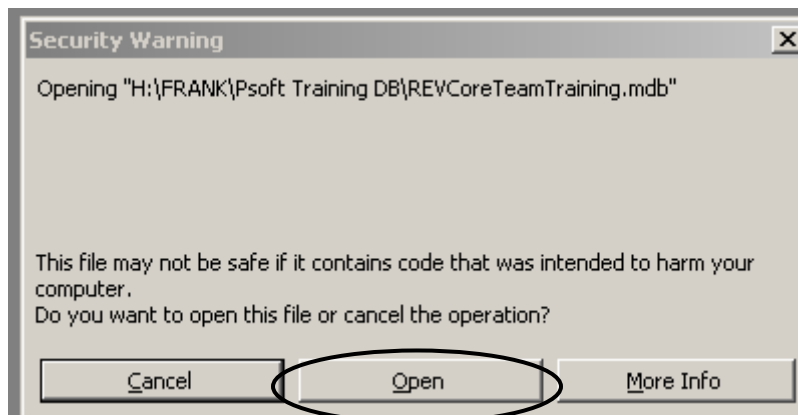 Security Warning
Opening "H:\FRANK\Psoft Training DB\REVCoreTeamTraining.mdb"
This file may not be safe if it contains code that was intended to harm your
computer.
Do you want to open this file or cancel the operation?
Cancel Open More Info